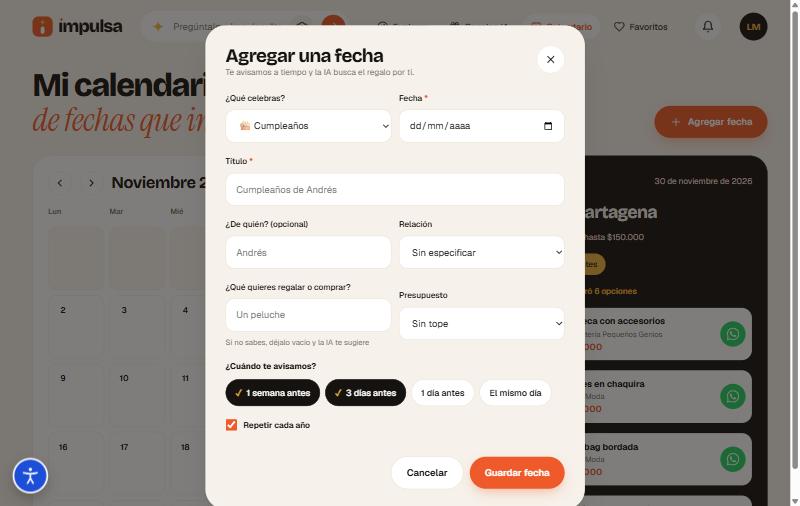 impulsa
Favoritos
LM
Mi calendari
de fechas que in
Agregar fecha
Agregar una fecha
Te avisamos a tiempo y la IA busca el regalo por ti.
¿Qué celebras?
Fecha *
Cumpleaños
dd/mm/aaaa
Título *
Cumpleaños de Andrés
¿De quién? (opcional)
Relación
Andrés
Sin especificar
¿Qué quieres regalar o comprar?
Presupuesto
Un peluche
Sin tope
Si no sabes, déjalo vacío y la IA te sugiere
¿Cuándo te avisamos?
✓ 1 semana antes
✓ 3 días antes
1 día antes
El mismo día
Repetir cada año
Cancelar
Guardar fecha
Noviembre 2
Lun
Mar
Mié
2
3
4
9
10
11
16
17
18
30 de noviembre de 2026
artagena
hasta $150.000
tes
ró 6 opciones
eca con accesorios
tería Pequeños Genios
000
es en chaquira
Moda
000
bag bordada
Moda
000